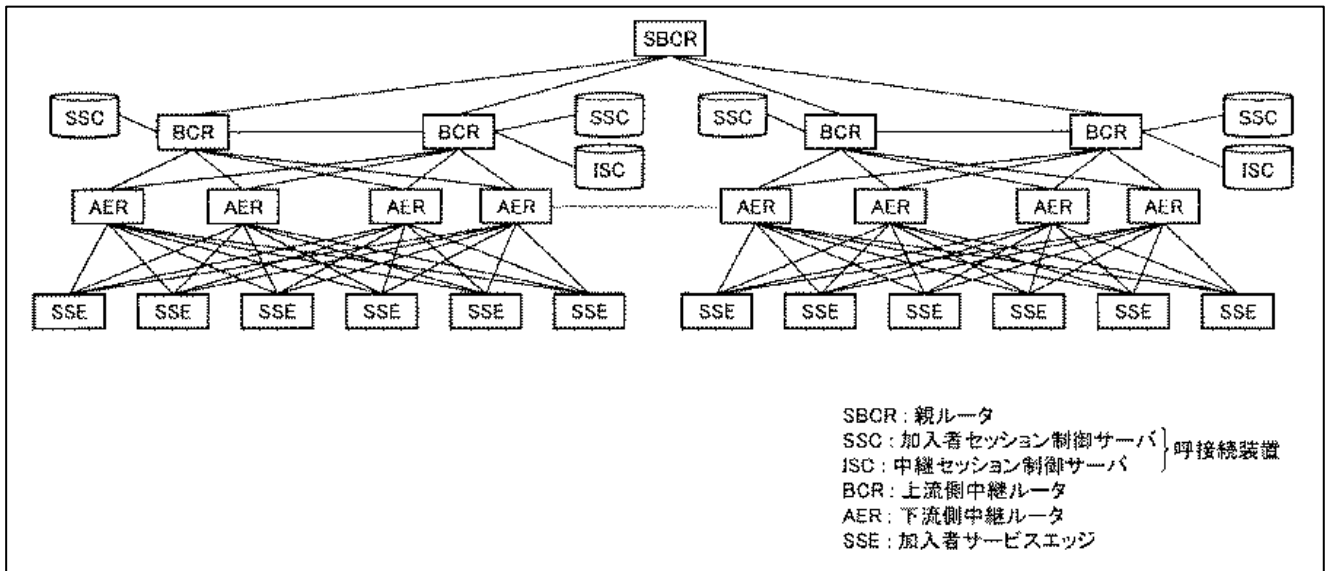 SBCR
SSC BCR BCR SSC SSC BCR BCR SSC
ISC ISC
AER AER AER AER AER AER AER AER
SSE SSE SSE SSE SSE SSE SSE SSE SSE SSE SSE SSE
SBCR : 親ルータ
SSC : 加入者セッション制御サーバ
ISC : 中継セッション制御サーバ
呼接続装置
BCR : 上流側中継ルータ
AER : 下流側中継ルータ
SSE : 加入者サービスエッジ